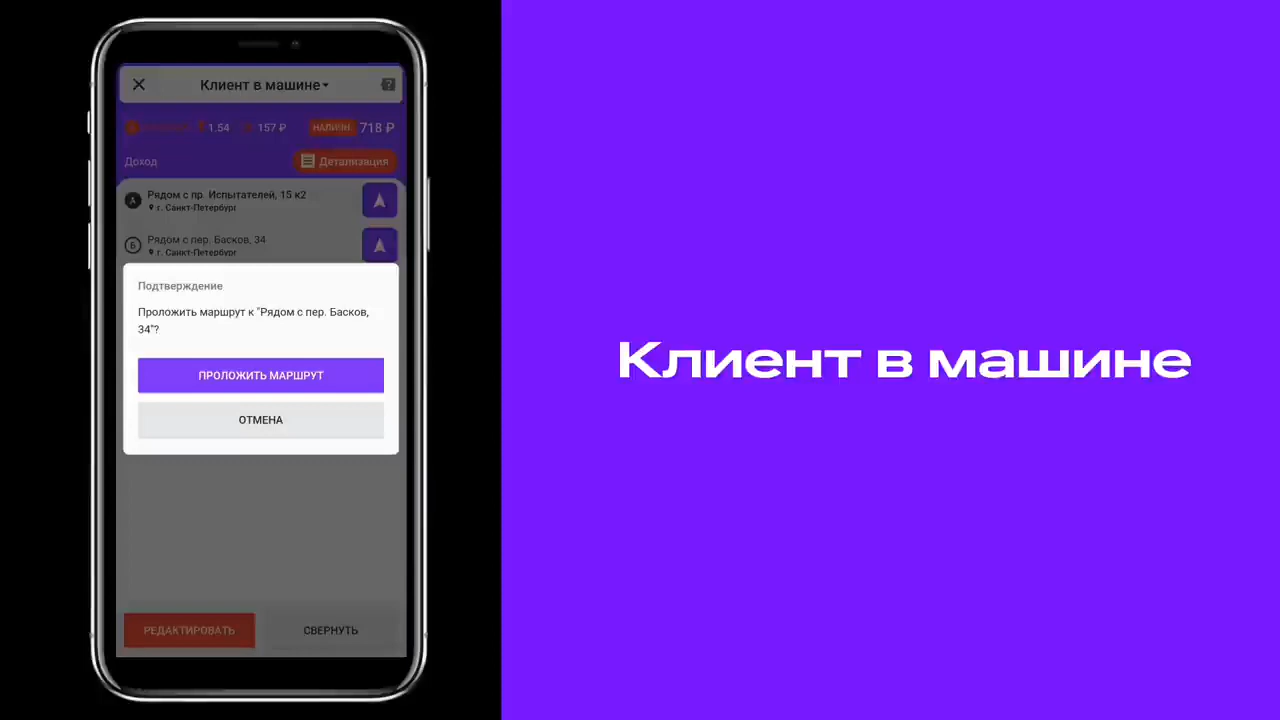 Клиент в машине
1.54
157 ₽
НАЛИЧН.
718 ₽
Доход
Детализация
А
Рядом с пр. Испытателей, 15 к2
г. Санкт-Петербург
Б
Рядом с пер. Басков, 34
г. Санкт-Петербург
Подтверждение
Проложить маршрут к "Рядом с пер. Басков,
34"?
ПРОЛОЖИТЬ МАРШРУТ
ОТМЕНА
РЕДАКТИРОВАТЬ
СВЕРНУТЬ
Клиент в машине